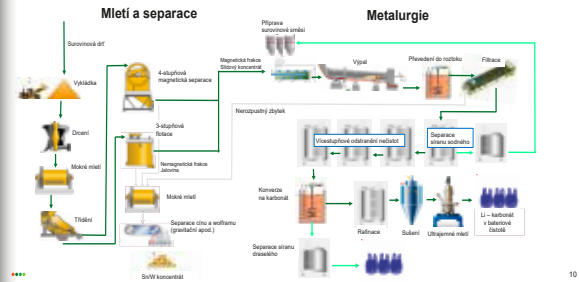 Mletí a separace
Metalurgie
Surovinová drť
Vykládka
Drcení
Mokré mletí
Třídění
4-stupňová
magnetická separace
3-stupňová
flotace
Nemagnetická frakce
Jalovina
Mokré mletí
Separace cínu a wolframu
(gravitační apod.)
Sn/W koncentrát
Příprava
surovinové směsi
Magnetická frakce
Slídový koncentrát
Výpal
Převedení do roztoku
Filtrace
Nerozpustný zbytek
Vícestupňové odstranění nečistot
Separace
síranu sodného
Konverze
na karbonát
Rafinace
Sušení
Ultrajemné mletí
Li – karbonát
v bateriové
čistotě
Separace síranu
draselého
10